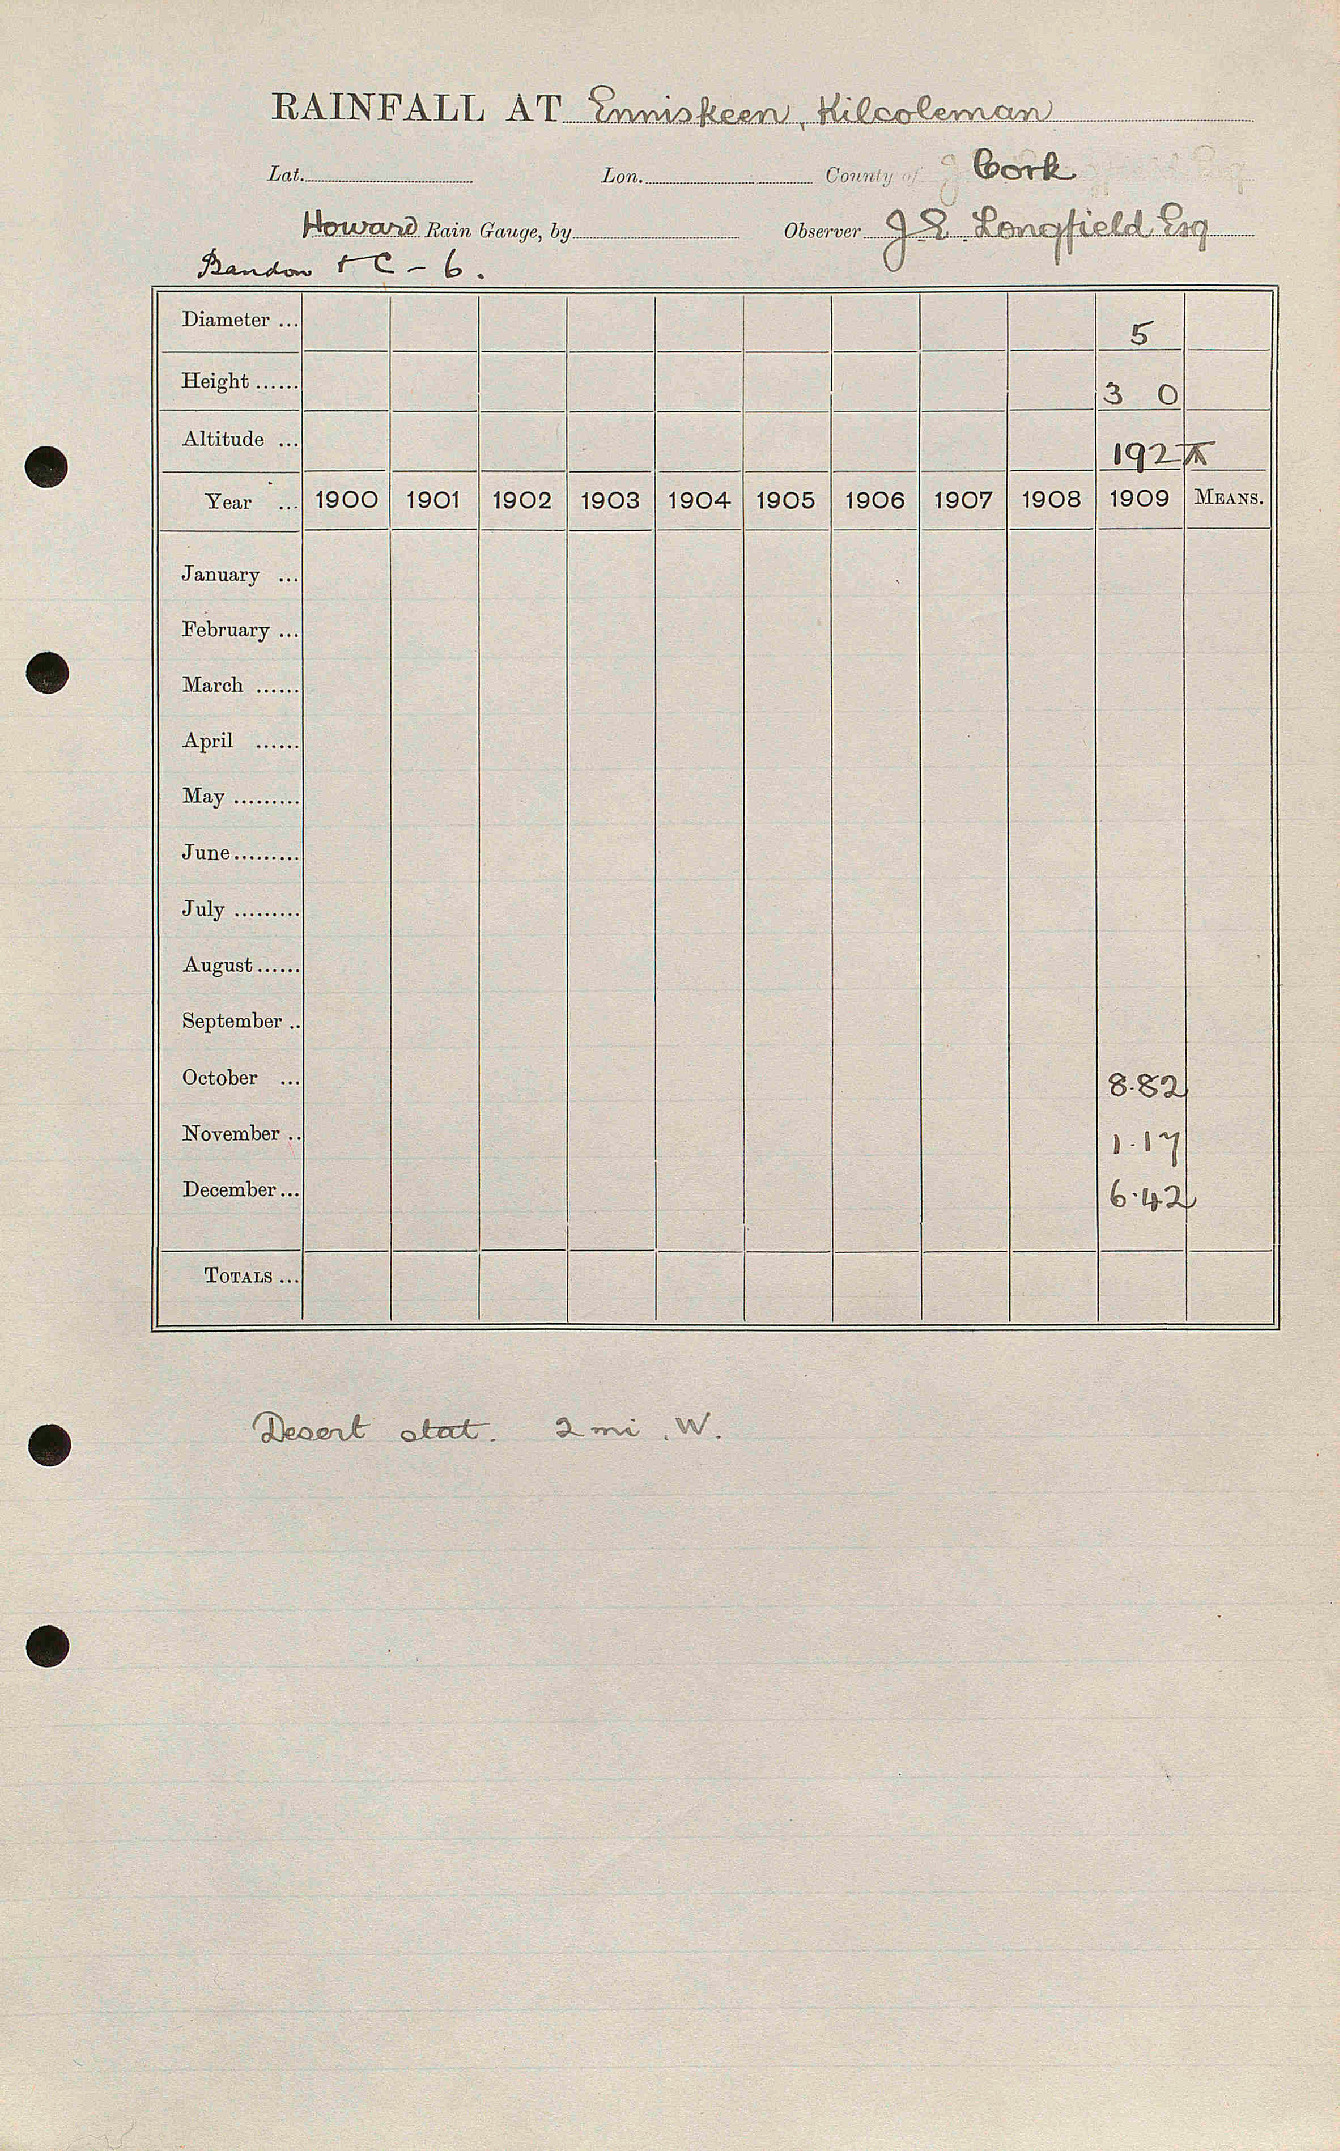 RAINFALL AT Enniskeen, Kilcoleman
Lat. Lon. County of Cork
Howard Rain Gauge, by Observer J E Longfield Esq
Bandon + C - 6.
Diameter ... 5
Height ...... 3 0
Altitude ... 192
Year ... 1900 1901 1902 1903 1904 1905 1906 1907 1908 1909 MEANS.
January ...
February ...
March ......
April ......
May .........
June .........
July .........
August ......
September ..
October ... 8.82
November .. 1.17
December ... 6.42
TOTALS ...
Desert stat. 2 mi. W.